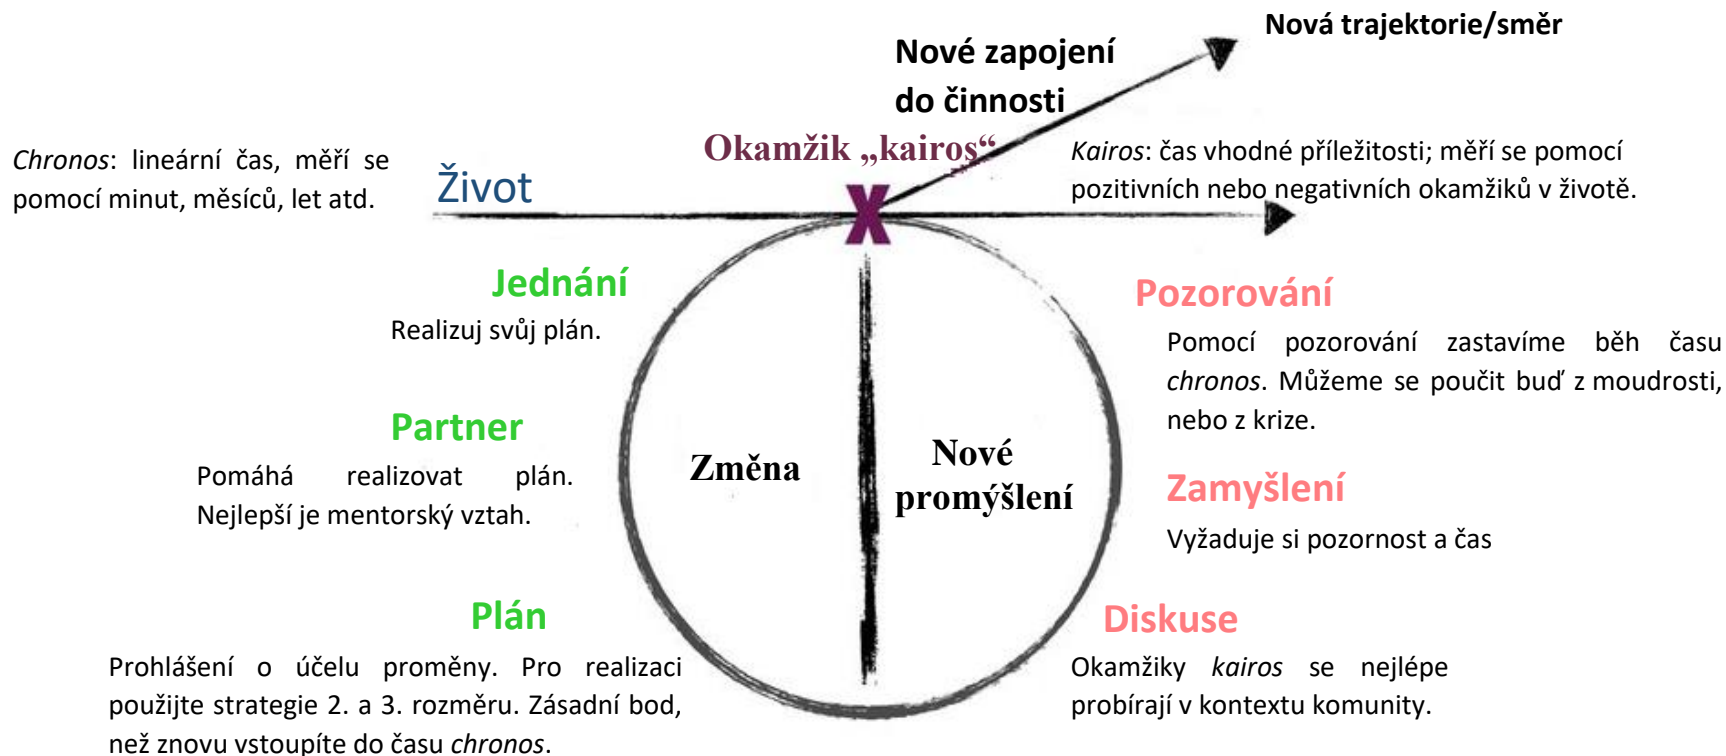 Nová trajektorie/směr
Nové zapojení
do činnosti
Okamžik „kairos“
Chronos: lineární čas, měří se
pomocí minut, měsíců, let atd.
Život
Kairos: čas vhodné příležitosti; měří se pomocí
pozitivních nebo negativních okamžiků v životě.
X
Jednání
Realizuj svůj plán.
Pozorování
Pomocí pozorování zastavíme běh času
chronos. Můžeme se poučit buď z moudrosti,
nebo z krize.
Partner
Pomáhá realizovat plán.
Nejlepší je mentorský vztah.
Změna
Nové
promýšlení
Zamyšlení
Vyžaduje si pozornost a čas
Plán
Prohlášení o účelu proměny. Pro realizaci
použijte strategie 2. a 3. rozměru. Zásadní bod,
než znovu vstoupíte do času chronos.
Diskuse
Okamžiky kairos se nejlépe
probírají v kontextu komunity.